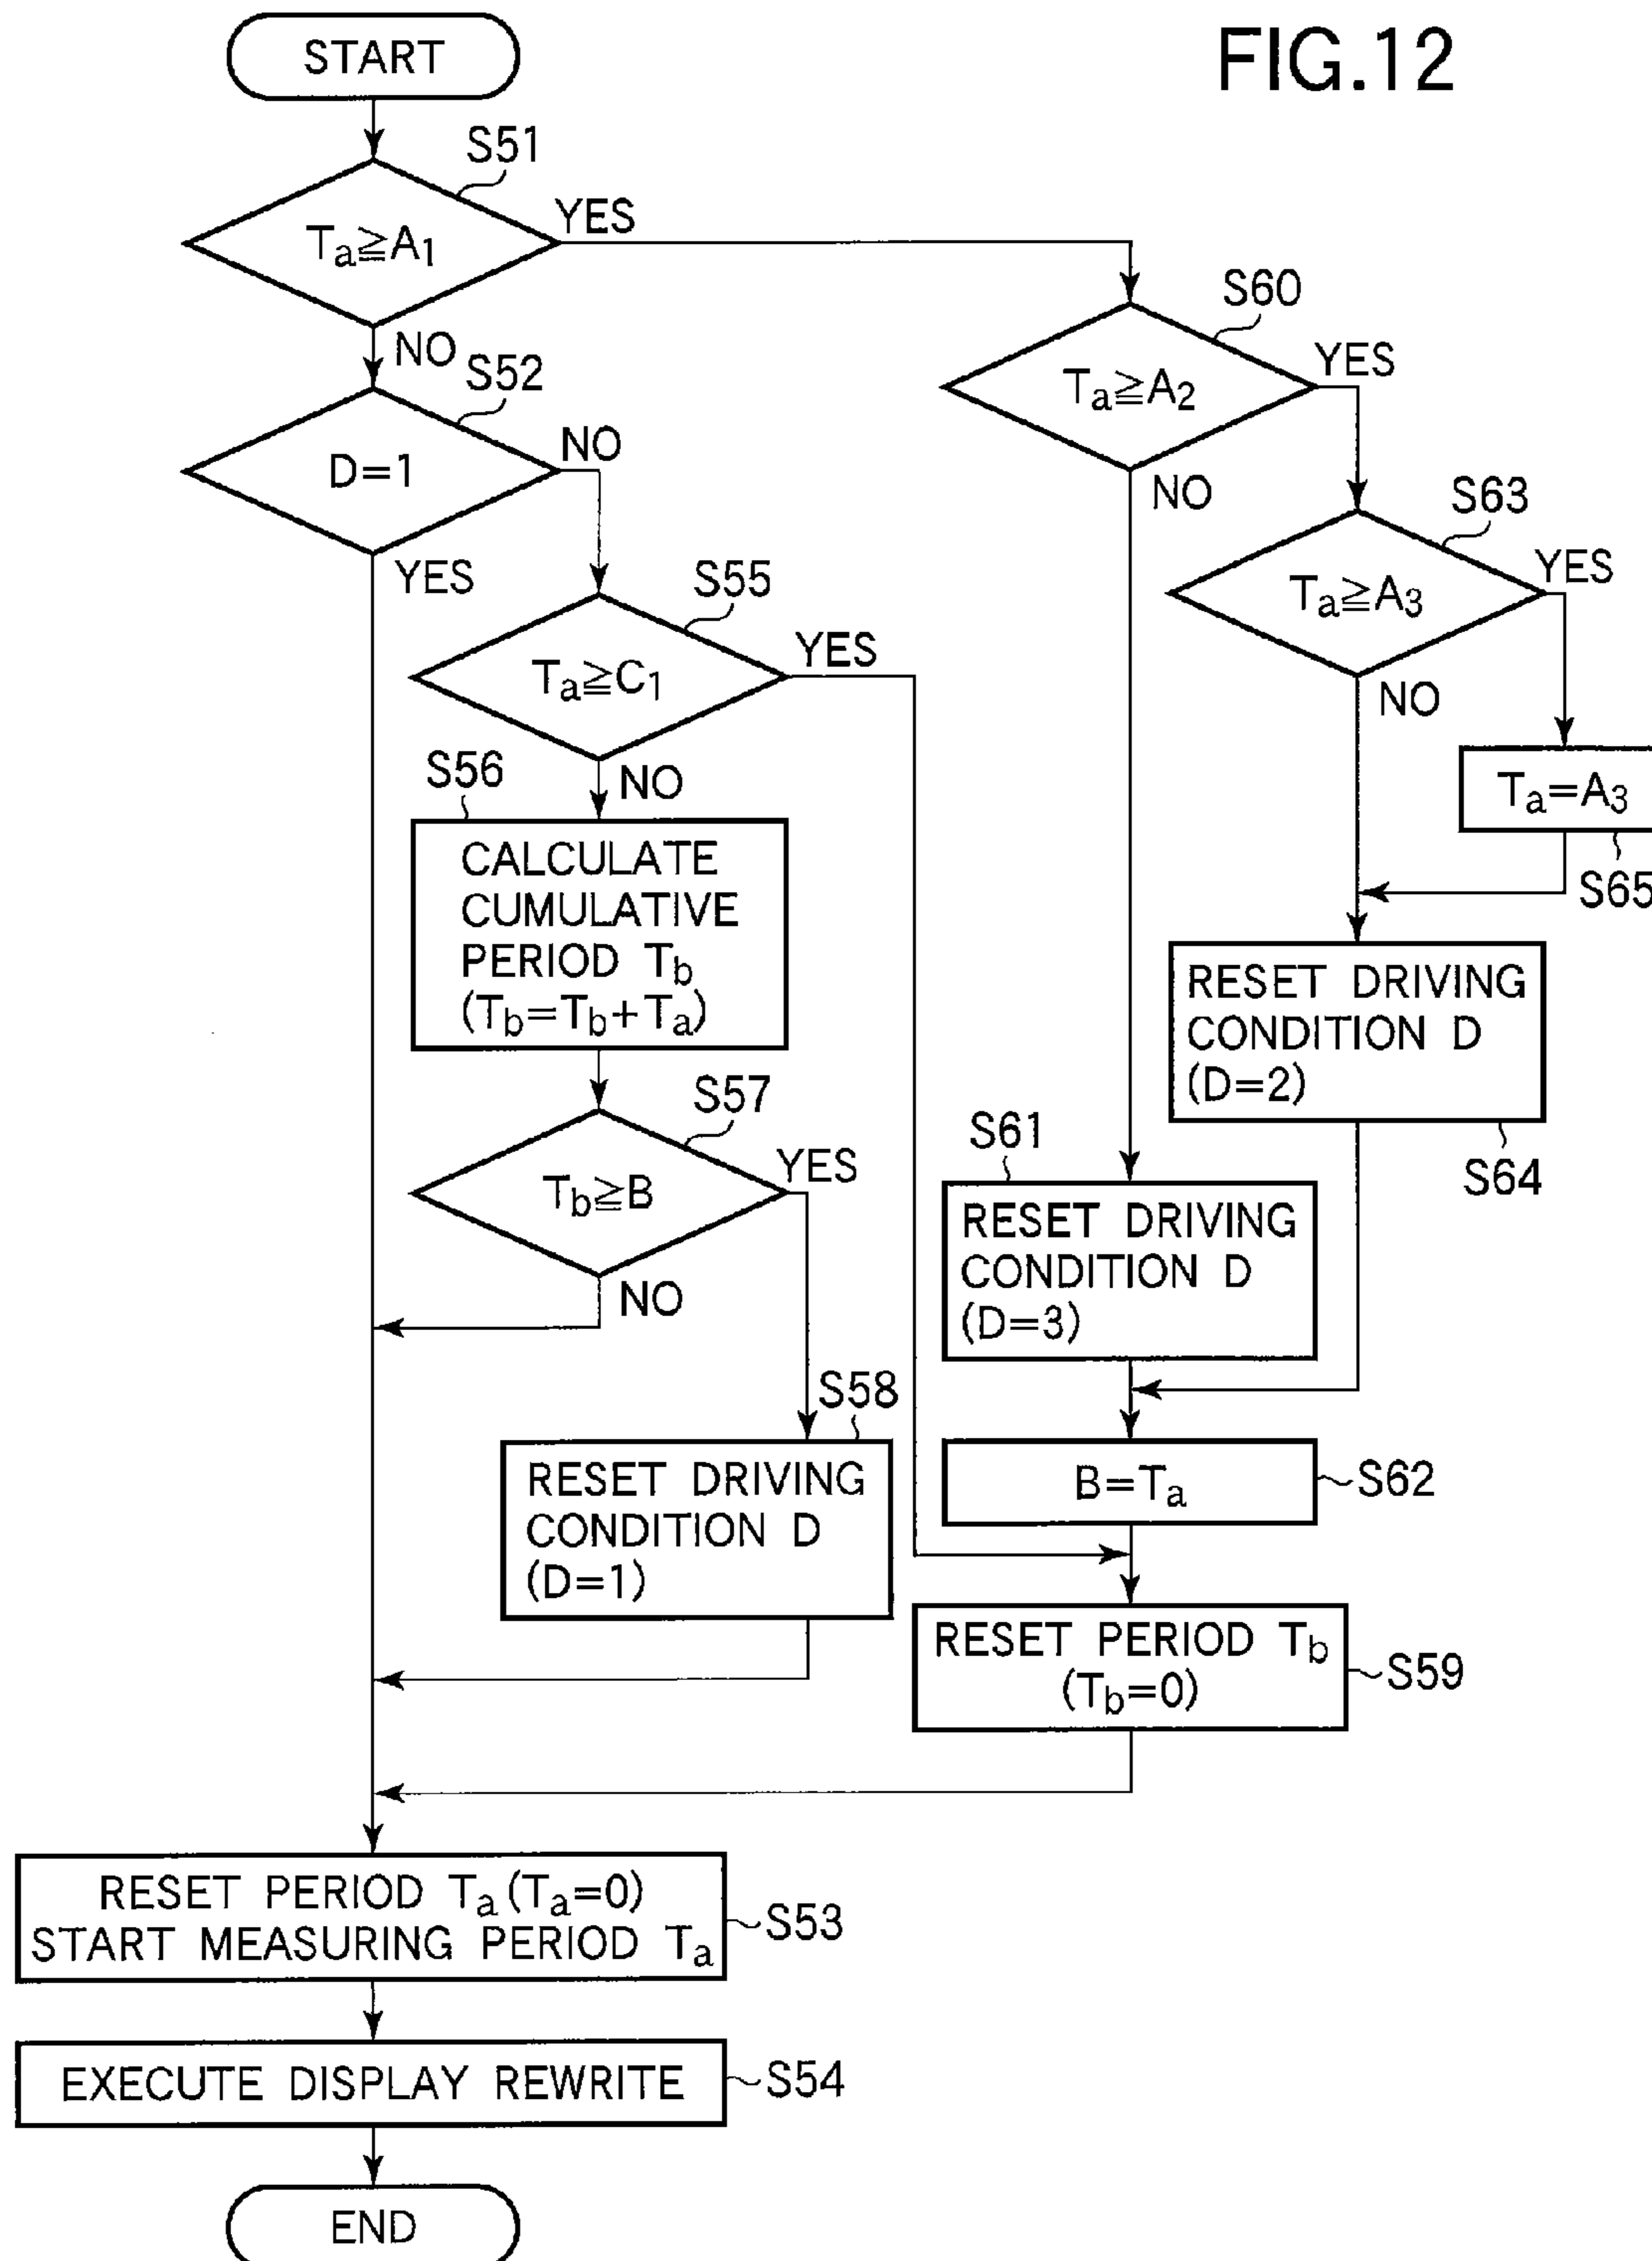 FIG.12
START
S51
Ta≧A1
YES
NO
S52
D=1
NO
YES
S60
Ta≧A2
YES
NO
S63
Ta≧A3
YES
NO
Ta=A3
S65
S55
Ta≧C1
YES
NO
S56
CALCULATE
CUMULATIVE
PERIOD Tb
(Tb=Tb+Ta)
S57
Tb≧B
YES
NO
RESET DRIVING
CONDITION D
(D=2)
S64
S61
RESET DRIVING
CONDITION D
(D=3)
S58
RESET DRIVING
CONDITION D
(D=1)
B=Ta
S62
RESET PERIOD Tb
(Tb=0)
S59
RESET PERIOD Ta (Ta=0)
START MEASURING PERIOD Ta
S53
EXECUTE DISPLAY REWRITE
S54
END